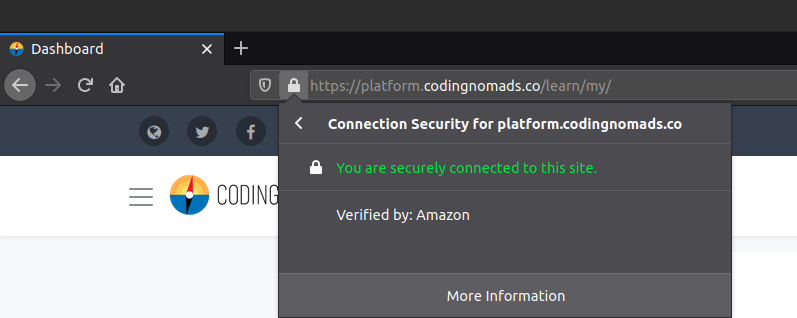 Dashboard
https://platform.codingnomads.co/learn/my/
Connection Security for platform.codingnomads.co
You are securely connected to this site.
CODING
Verified by: Amazon
More Information